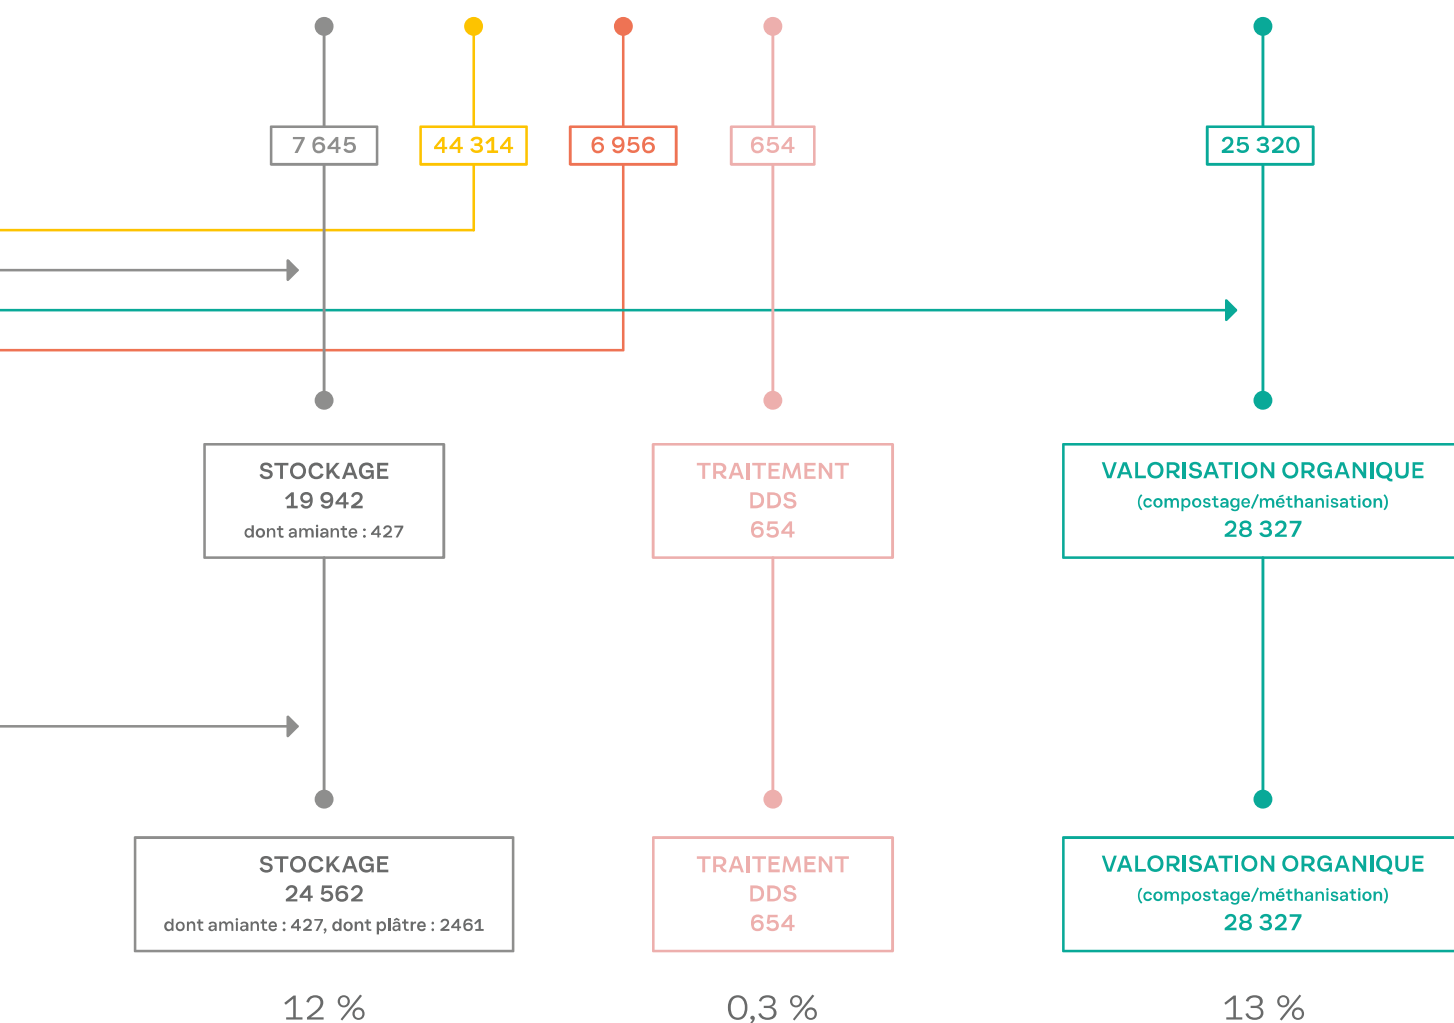 7 645
44 314
6 956
654
25 320
STOCKAGE
19 942
dont amiante : 427
TRAITEMENT
DDS
654
VALORISATION ORGANIQUE
(compostage/méthanisation)
28 327
STOCKAGE
24 562
dont amiante : 427, dont plâtre : 2461
TRAITEMENT
DDS
654
VALORISATION ORGANIQUE
(compostage/méthanisation)
28 327
12 %
0,3 %
13 %